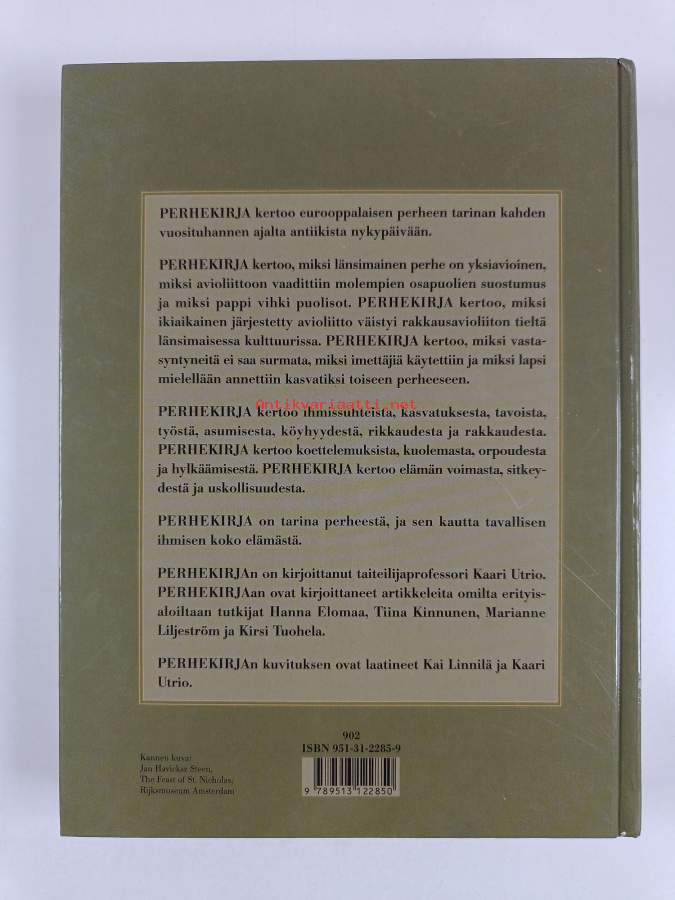 PERHEKIRJA kertoo eurooppalaisen perheen tarinan kahden
vuosituhannen ajalta antiikista nykypäivään.
PERHEKIRJA kertoo, miksi länsimainen perhe on yksiavioinen,
miksi avioliittoon vaadittiin molempien osapuolien suostumus
ja miksi pappi vihki puolisot. PERHEKIRJA kertoo, miksi
ikiaikainen järjestetty avioliitto väistyi rakkausavioliiton tieltä
länsimaisessa kulttuurissa. PERHEKIRJA kertoo, miksi vasta-
syntyneitä ei saa surmata, miksi imettäjiä käytettiin ja miksi lapsi
mielellään annettiin kasvatiksi toiseen perheeseen.
Antikvariaatti.net
PERHEKIRJA kertoo ihmissuhteista, kasvatuksesta, tavoista,
työstä, asumisesta, köyhyydestä, rikkaudesta ja rakkaudesta.
PERHEKIRJA kertoo koettelemuksista, kuolemasta, orpoudesta
ja hylkäämisestä. PERHEKIRJA kertoo elämän voimasta, sitkey-
destä ja uskollisuudesta.
PERHEKIRJA on tarina perheestä, ja sen kautta tavallisen
ihmisen koko elämästä.
PERHEKIRJAn on kirjoittanut taiteilijaprofessori Kaari Utrio.
PERHEKIRJAan ovat kirjoittaneet artikkeleita omilta erityis-
aloiltaan tutkijat Hanna Elomaa, Tiina Kinnunen, Marianne
Liljeström ja Kirsi Tuohela.
PERHEKIRJAn kuvituksen ovat laatineet Kai Linnilä ja Kaari
Utrio.
902
ISBN 951-31-2285-9
9 789513 122850
Kannen kuva:
Jan Havicksz Steen,
The Feast of St. Nicholas,
Rijksmuseum Amsterdam